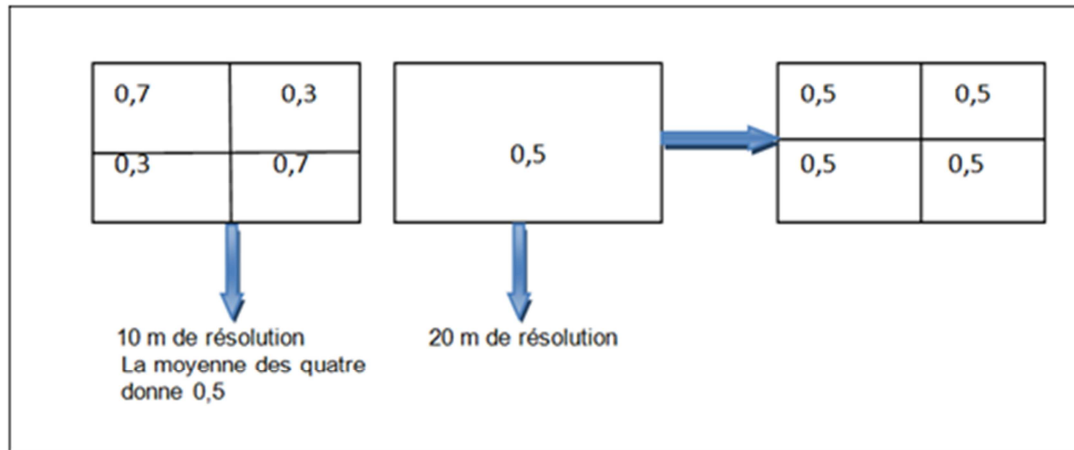 0,7 0,3
0,3 0,7
0,5
0,5 0,5
0,5 0,5
10 m de résolution
La moyenne des quatre
donne 0,5
20 m de résolution